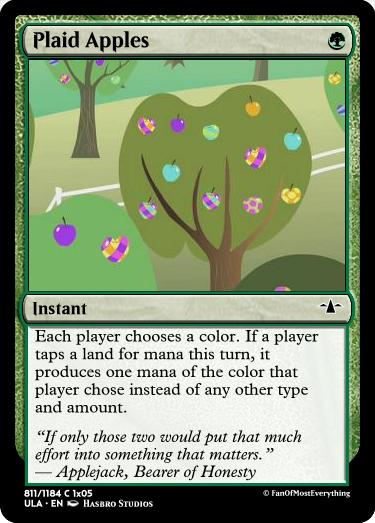 Plaid Apples
Instant
Each player chooses a color. If a player
taps a land for mana this turn, it
produces one mana of the color that
player chose instead of any other type
and amount.
“If only those two would put that much
effort into something that matters.”
— Applejack, Bearer of Honesty
811/1184 C 1x05
ULA • EN HASBRO STUDIOS
© FanOfMostEverything